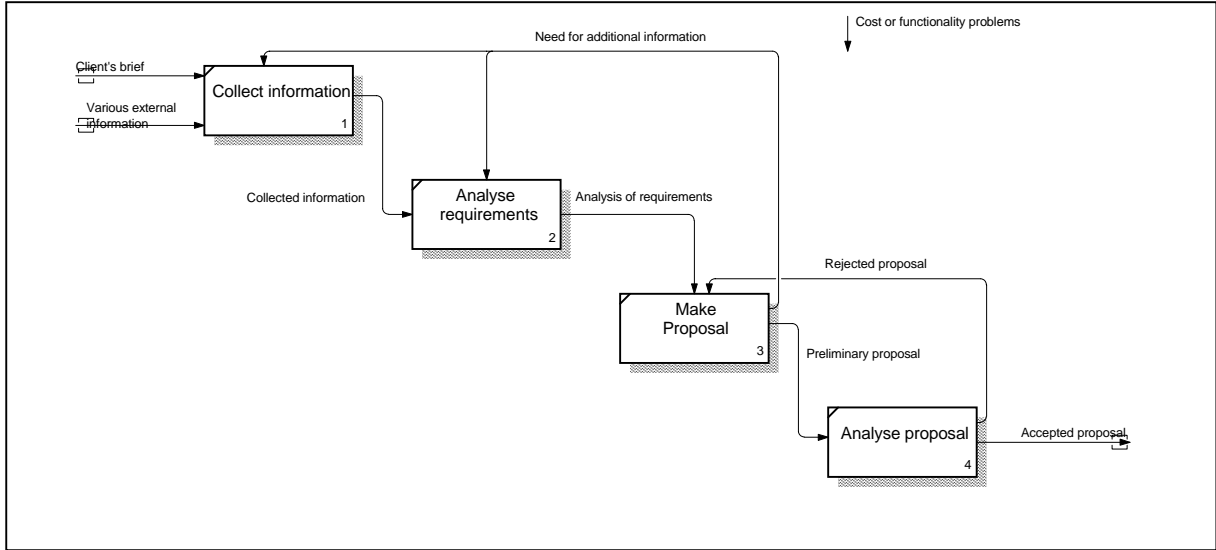 Cost or functionality problems
Need for additional information
Client's brief
Collect information
1
Various external
information
Collected information
Analyse
requirements
2
Analysis of requirements
Rejected proposal
Make
Proposal
3
Preliminary proposal
Analyse proposal
4
Accepted proposal